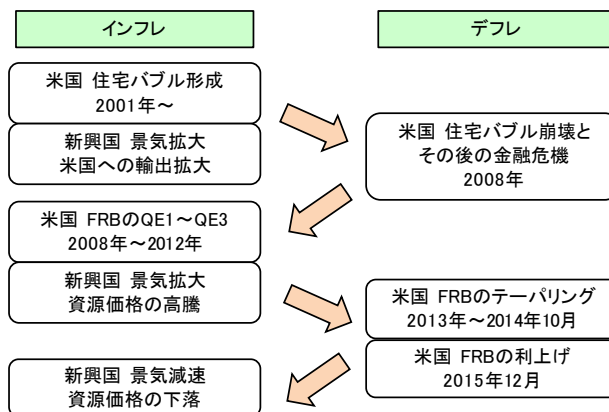 インフレ
デフレ
米国 住宅バブル形成
2001年～
新興国 景気拡大
米国への輸出拡大
米国 住宅バブル崩壊と
その後の金融危機
2008年
米国 FRBのQE1～QE3
2008年～2012年
新興国 景気拡大
資源価格の高騰
米国 FRBのテーパリング
2013年～2014年10月
米国 FRBの利上げ
2015年12月
新興国 景気減速
資源価格の下落